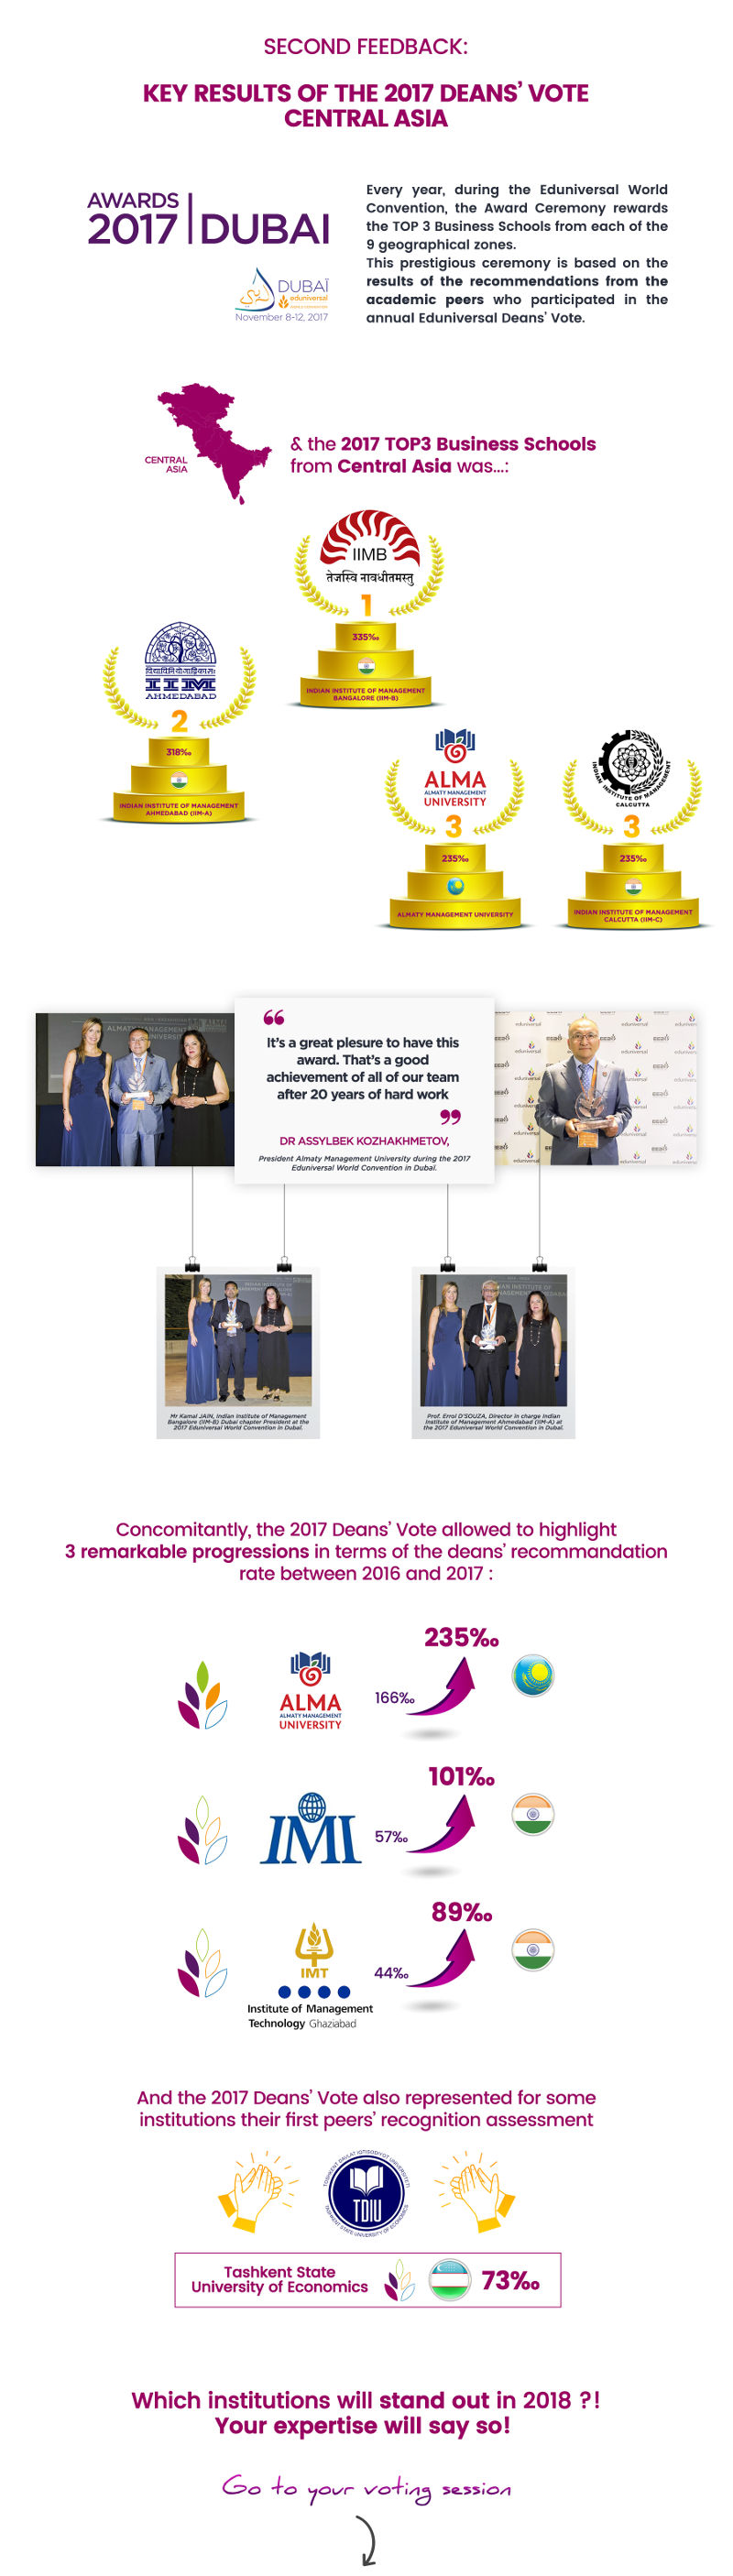 SECOND FEEDBACK:
KEY RESULTS OF THE 2017 DEANS’ VOTE
CENTRAL ASIA
AWARDS
2017 | DUBAI
DUBAÏ
eduniversal
November 8-12, 2017
Every year, during the Eduniversal World
Convention, the Award Ceremony rewards
the TOP 3 Business Schools from each of the
9 geographical zones.
This prestigious ceremony is based on the
results of the recommendations from the
academic peers who participated in the
annual Eduniversal Deans’ Vote.
CENTRAL
ASIA
& the 2017 TOP3 Business Schools
from Central Asia was...:
IIMB
तेजस्वि नावधीतमस्तु
1
335‰
INDIAN INSTITUTE OF MANAGEMENT
BANGALORE (IIM-B)
IIM
AHMEDABAD
2
318‰
INDIAN INSTITUTE OF MANAGEMENT
AHMEDABAD (IIM-A)
ALMA
ALMATY MANAGEMENT
UNIVERSITY
3
235‰
ALMATY MANAGEMENT UNIVERSITY
INDIAN INSTITUTE OF MANAGEMENT
CALCUTTA
3
235‰
INDIAN INSTITUTE OF MANAGEMENT
CALCUTTA (IIM-C)
ALMATY MANAGEMENT
UNIVERSITY
“
It’s a great plesure to have this
award. That’s a good
achievement of all of our team
after 20 years of hard work
”
DR ASSYLBEK KOZHAKHMETOV,
President Almaty Management University during the 2017
Eduniversal World Convention in Dubai.
eduniversal
Mr Kamal JAIN, Indian Institute of Management
Bangalore (IIM-B) Dubai chapter President at the
2017 Eduniversal World Convention in Dubai.
Prof. Errol D'SOUZA, Director in charge Indian
Institute of Management Ahmedabad (IIM-A) at
the 2017 Eduniversal World Convention in Dubai.
Concomitantly, the 2017 Deans’ Vote allowed to highlight
3 remarkable progressions in terms of the deans’ recommandation
rate between 2016 and 2017 :
ALMA
ALMATY MANAGEMENT
UNIVERSITY
166‰
235‰
IMI
57‰
101‰
IMT
Institute of Management
Technology Ghaziabad
44‰
89‰
And the 2017 Deans’ Vote also represented for some
institutions their first peers’ recognition assessment
TOSHKENT DAVLAT IQTISODIYOT UNIVERSITETI
TDIU
TASHKENT STATE UNIVERSITY OF ECONOMICS
Tashkent State
University of Economics
73‰
Which institutions will stand out in 2018 ?!
Your expertise will say so!
Go to your voting session